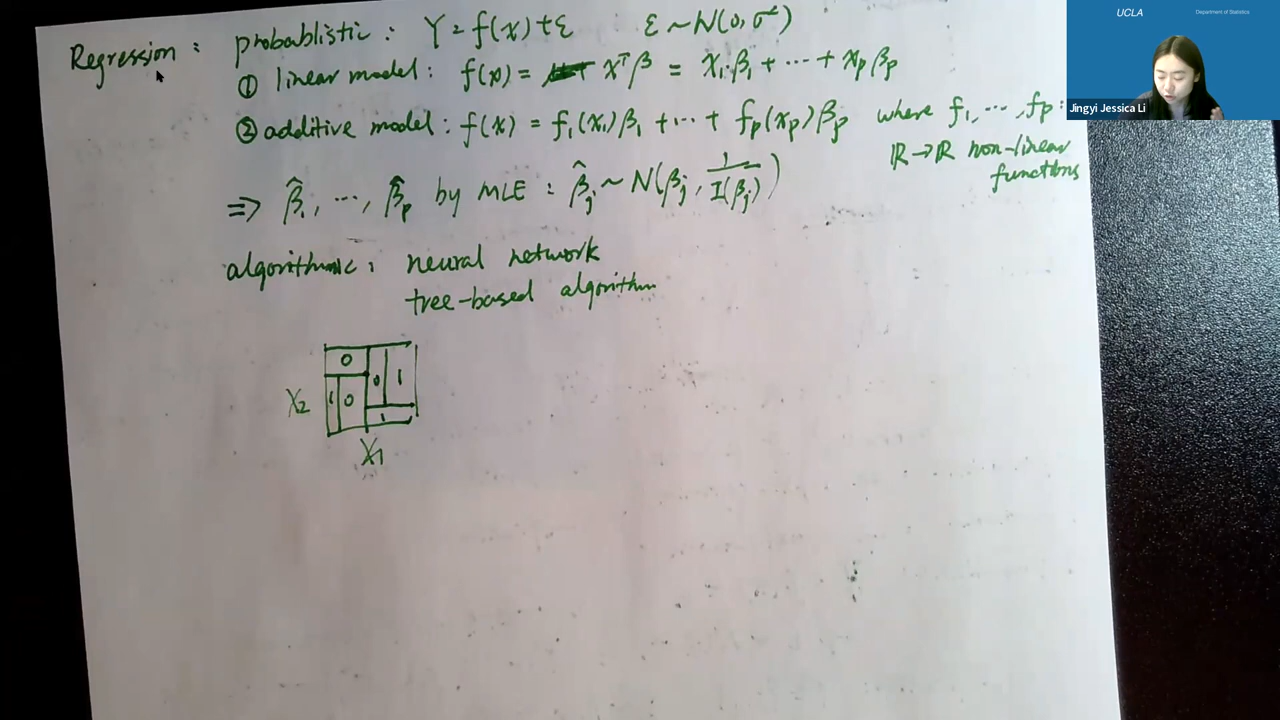 Regression : probablistic : Y = f(x) + ε ε ~ N(0, σ²)
① linear model : f(x) = xᵀβ = x₁β₁ + ⋯ + xₚβₚ
② additive model : f(x) = f₁(x₁)β₁ + ⋯ + fₚ(xₚ)βₚ where f₁, ⋯, fₚ :
ℝ → ℝ non-linear
functions
⇒ β̂₁, ⋯, β̂ₚ by MLE : β̂ⱼ ~ N(βⱼ, 1/I(βⱼ))
algorithmic : neural network
tree-based algorithm
0
0 1
1 0
1
X₂
X₁
UCLA
Department of Statistics
Jingyi Jessica Li